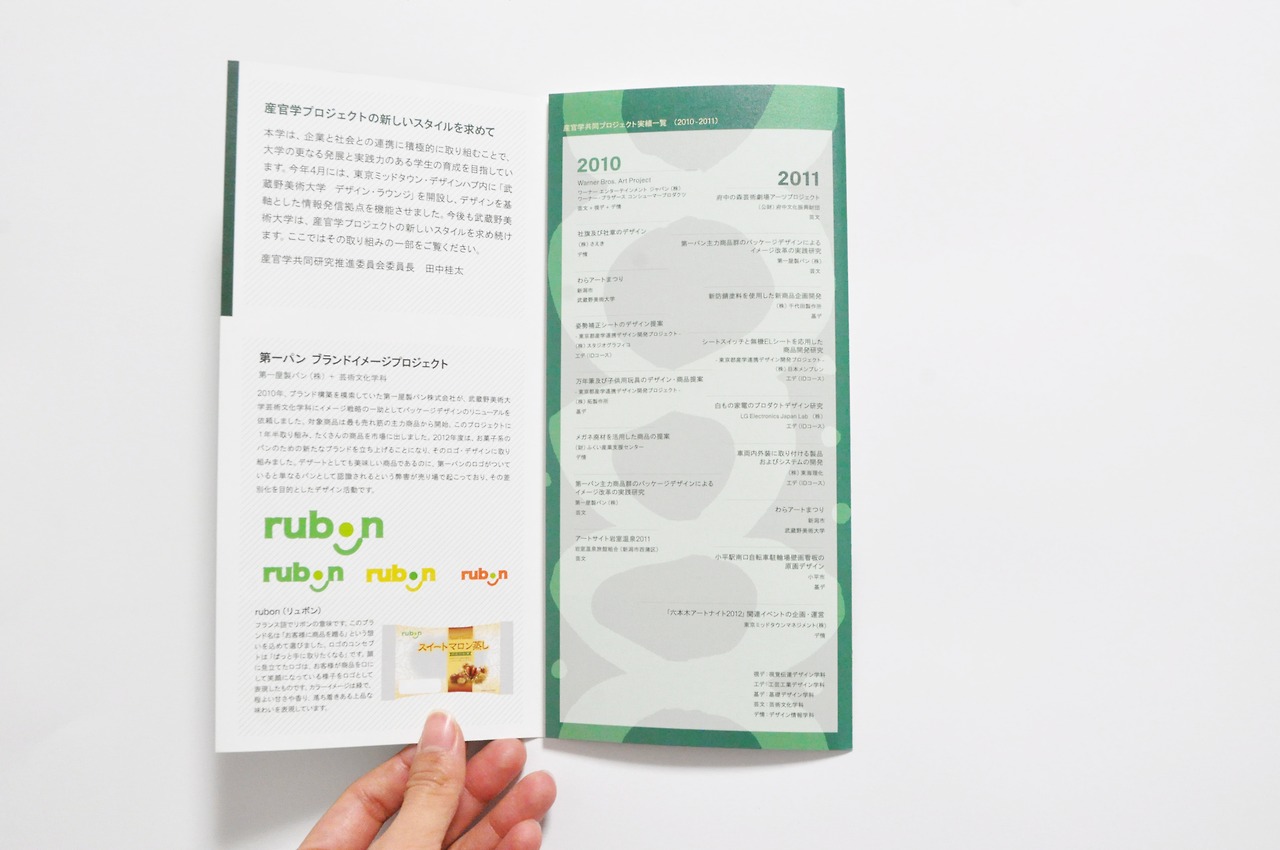 産官学プロジェクトの新しいスタイルを求めて
本学は、企業と社会との連携に積極的に取り組むことで、
大学の更なる発展と実践力のある学生の育成を目指してい
ます。今年4月には、東京ミッドタウン・デザインハブ内に「武
蔵野美術大学 デザイン・ラウンジ」を開設し、デザインを基
軸とした情報発信拠点を機能させました。今後も武蔵野美
術大学は、産官学プロジェクトの新しいスタイルを求め続け
ます。ここではその取り組みの一部をご覧ください。
産官学共同研究推進委員会委員長 田中桂太
第一パン ブランドイメージプロジェクト
第一屋製パン(株) + 芸術文化学科
2010年、ブランド構築を模索していた第一屋製パン株式会社が、武蔵野美術大
学芸術文化学科にイメージ戦略の一助としてパッケージデザインのリニューアルを
依頼しました。対象商品は最も売れ筋の主力商品から開始。このプロジェクトに
1年半取り組み、たくさんの商品を市場に出しました。2012年度は、お菓子系の
パンのための新たなブランドを立ち上げることになり、そのロゴ・デザインに取り
組みました。デザートとしても美味しい商品であるのに、第一パンのロゴがついて
いると単なるパンとして認識されるという弊害が売り場で起こっており、その差
別化を目的としたデザイン活動です。
rubon
rubon rubon rubon
rubon (リュボン)
フランス語でリボンの意味です。このブラ
ンド名は「お客様に商品を贈る」という想
いを込めて選びました。ロゴのコンセプ
トは「ぱっと手に取りたくなる」です。顔
に見立てたロゴは、お客様が商品を口に
して笑顔になっている様子をロゴとして
表現したものです。カラーイメージは緑で、
程よい甘さや香り、落ち着きある上品な
味わいを表現しています。
rubon
スイートマロン蒸し
産官学共同プロジェクト実績一覧 (2010-2011)
2010
Warner Bros. Art Project
ワーナー エンターテイメント ジャパン(株)
ワーナー・ブラザース コンシューマープロダクツ
芸文+視デ+デ情
社旗及び社章のデザイン
(株)さえき
デ情
わらアートまつり
新潟市
武蔵野美術大学
姿勢補正シートのデザイン提案
-東京都産学連携デザイン開発プロジェクト-
(株)スタジオグラフィコ
工デ(IDコース)
万年筆及び子供用玩具のデザイン・商品提案
-東京都産学連携デザイン開発プロジェクト-
(株)拓製作所
基デ
メガネ素材を活用した商品の提案
(財)ふくい産業支援センター
デ情
第一パン主力商品群のパッケージデザインによる
イメージ改革の実践研究
第一屋製パン(株)
芸文
アートサイト岩室温泉2011
岩室温泉旅館組合(新潟市西蒲区)
芸文
2011
府中の森芸術劇場アーツプロジェクト
(公財)府中文化振興財団
芸文
第一パン主力商品群のパッケージデザインによる
イメージ改革の実践研究
第一屋製パン(株)
芸文
新防錆塗料を使用した新商品企画開発
(株)千代田製作所
基デ
シートスイッチと無機ELシートを応用した
商品開発研究
-東京都産学連携デザイン開発プロジェクト-
(株)日本メンブレン
工デ(IDコース)
白もの家電のプロダクトデザイン研究
LG Electronics Japan Lab (株)
工デ(IDコース)
車両内外装に取り付ける製品
およびシステムの開発
(株)東海理化
工デ(IDコース)
わらアートまつり
新潟市
武蔵野美術大学
小平駅南口自転車駐輪場壁画看板の
原画デザイン
小平市
基デ
「六本木アートナイト2012」関連イベントの企画・運営
東京ミッドタウンマネジメント(株)
デ情
視デ:視覚伝達デザイン学科
工デ:工芸工業デザイン学科
基デ:基礎デザイン学科
芸文:芸術文化学科
デ情:デザイン情報学科